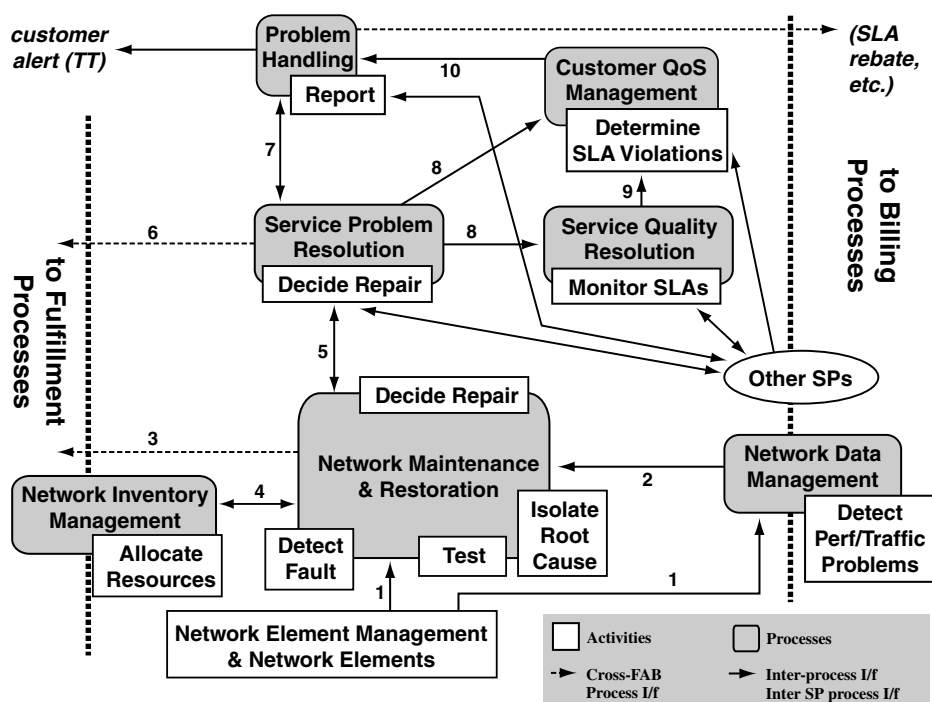 customer
alert (TT)
Problem
Handling
Report
10
Customer QoS
Management
Determine
SLA Violations
(SLA
rebate,
etc.)
7
8
9
6
Service Problem
Resolution
Decide Repair
8
Service Quality
Resolution
Monitor SLAs
to Billing
Processes
to Fulfillment
Processes
5
Other SPs
Decide Repair
3
Network Maintenance
& Restoration
2
Network Data
Management
Network Inventory
Management
4
Allocate
Resources
Detect
Fault
Test
Isolate
Root
Cause
Detect
Perf/Traffic
Problems
1
1
Network Element Management
& Network Elements
Activities
Processes
Cross-FAB
Process I/f
Inter-process I/f
Inter SP process I/f